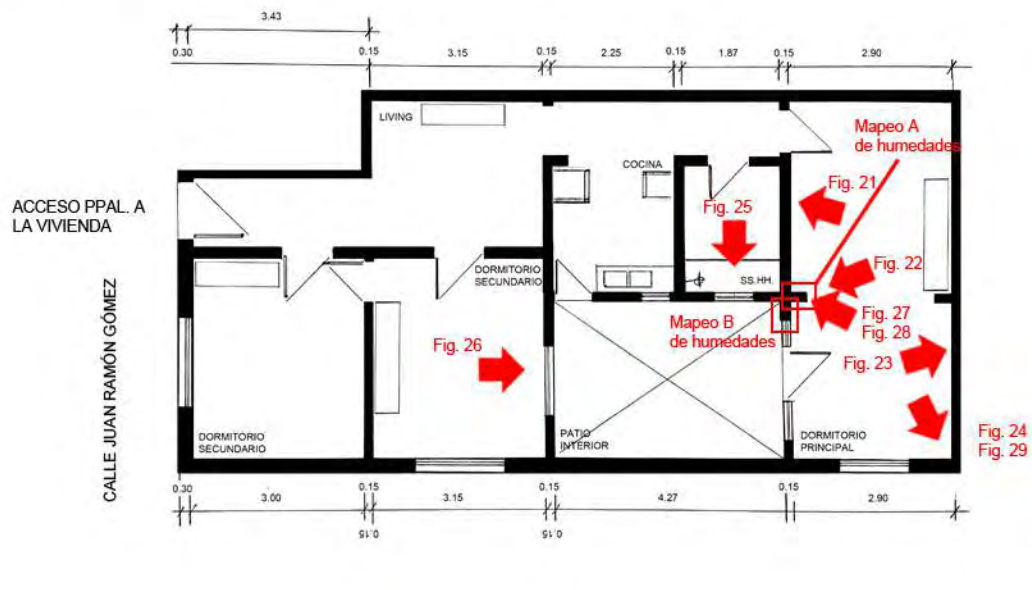 3.43
0.30
0.15
3.15
0.15
2.25
0.15
1.87
0.15
2.90
LIVING
Mapeo A
de humedades
COCINA
Fig. 21
Fig. 25
ACCESO PPAL. A
LA VIVIENDA
DORMITORIO
SECUNDARIO
SS.HH.
Fig. 22
CALLE JUAN RAMÓN GÓMEZ
Mapeo B
de humedades
Fig. 27
Fig. 28
Fig. 26
Fig. 23
DORMITORIO
SECUNDARIO
PATIO
INTERIOR
DORMITORIO
PRINCIPAL
Fig. 24
Fig. 29
0.30
3.00
0.15
3.15
0.15
4.27
0.15
2.90
0.15
0.15